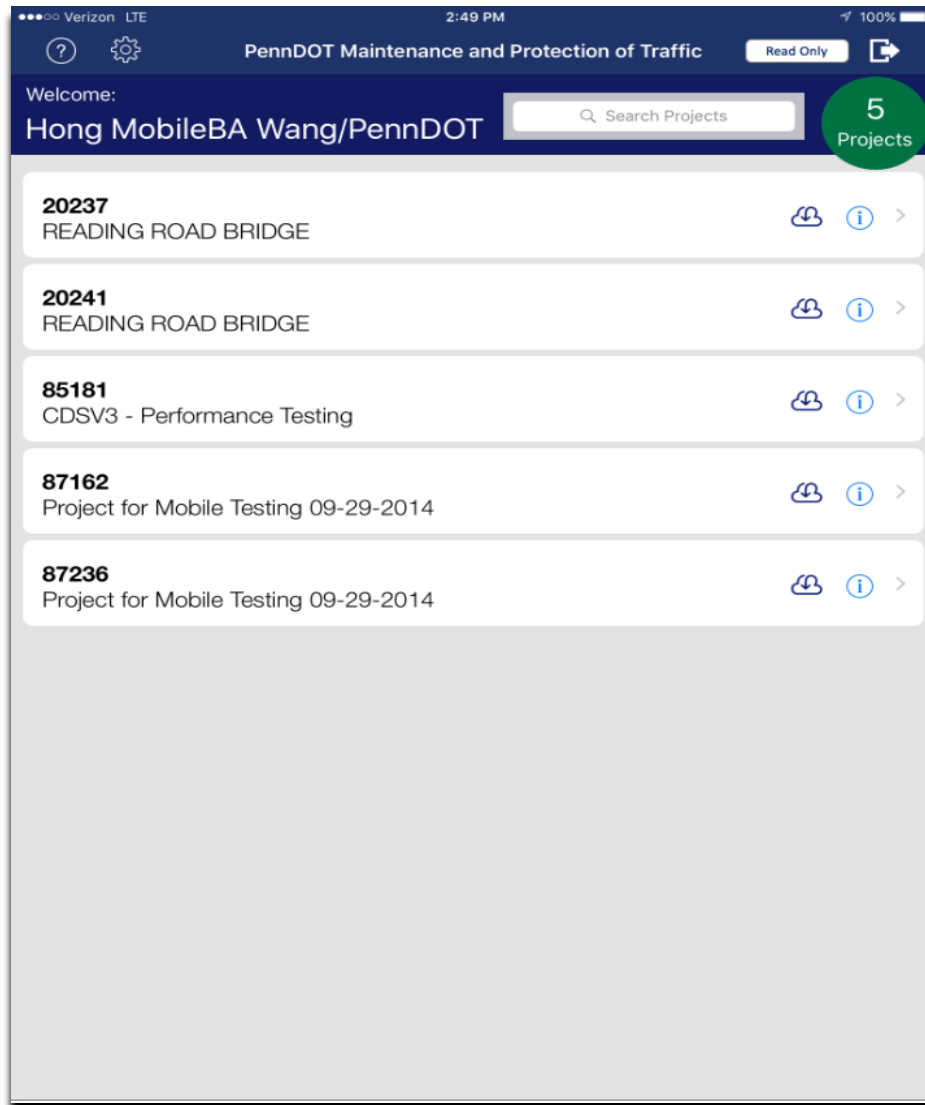 Verizon LTE 2:49 PM 100%
? PennDOT Maintenance and Protection of Traffic Read Only
Welcome:
Hong MobileBA Wang/PennDOT Search Projects 5 Projects
20237
READING ROAD BRIDGE
i
20241
READING ROAD BRIDGE
i
85181
CDSV3 - Performance Testing
i
87162
Project for Mobile Testing 09-29-2014
i
87236
Project for Mobile Testing 09-29-2014
i